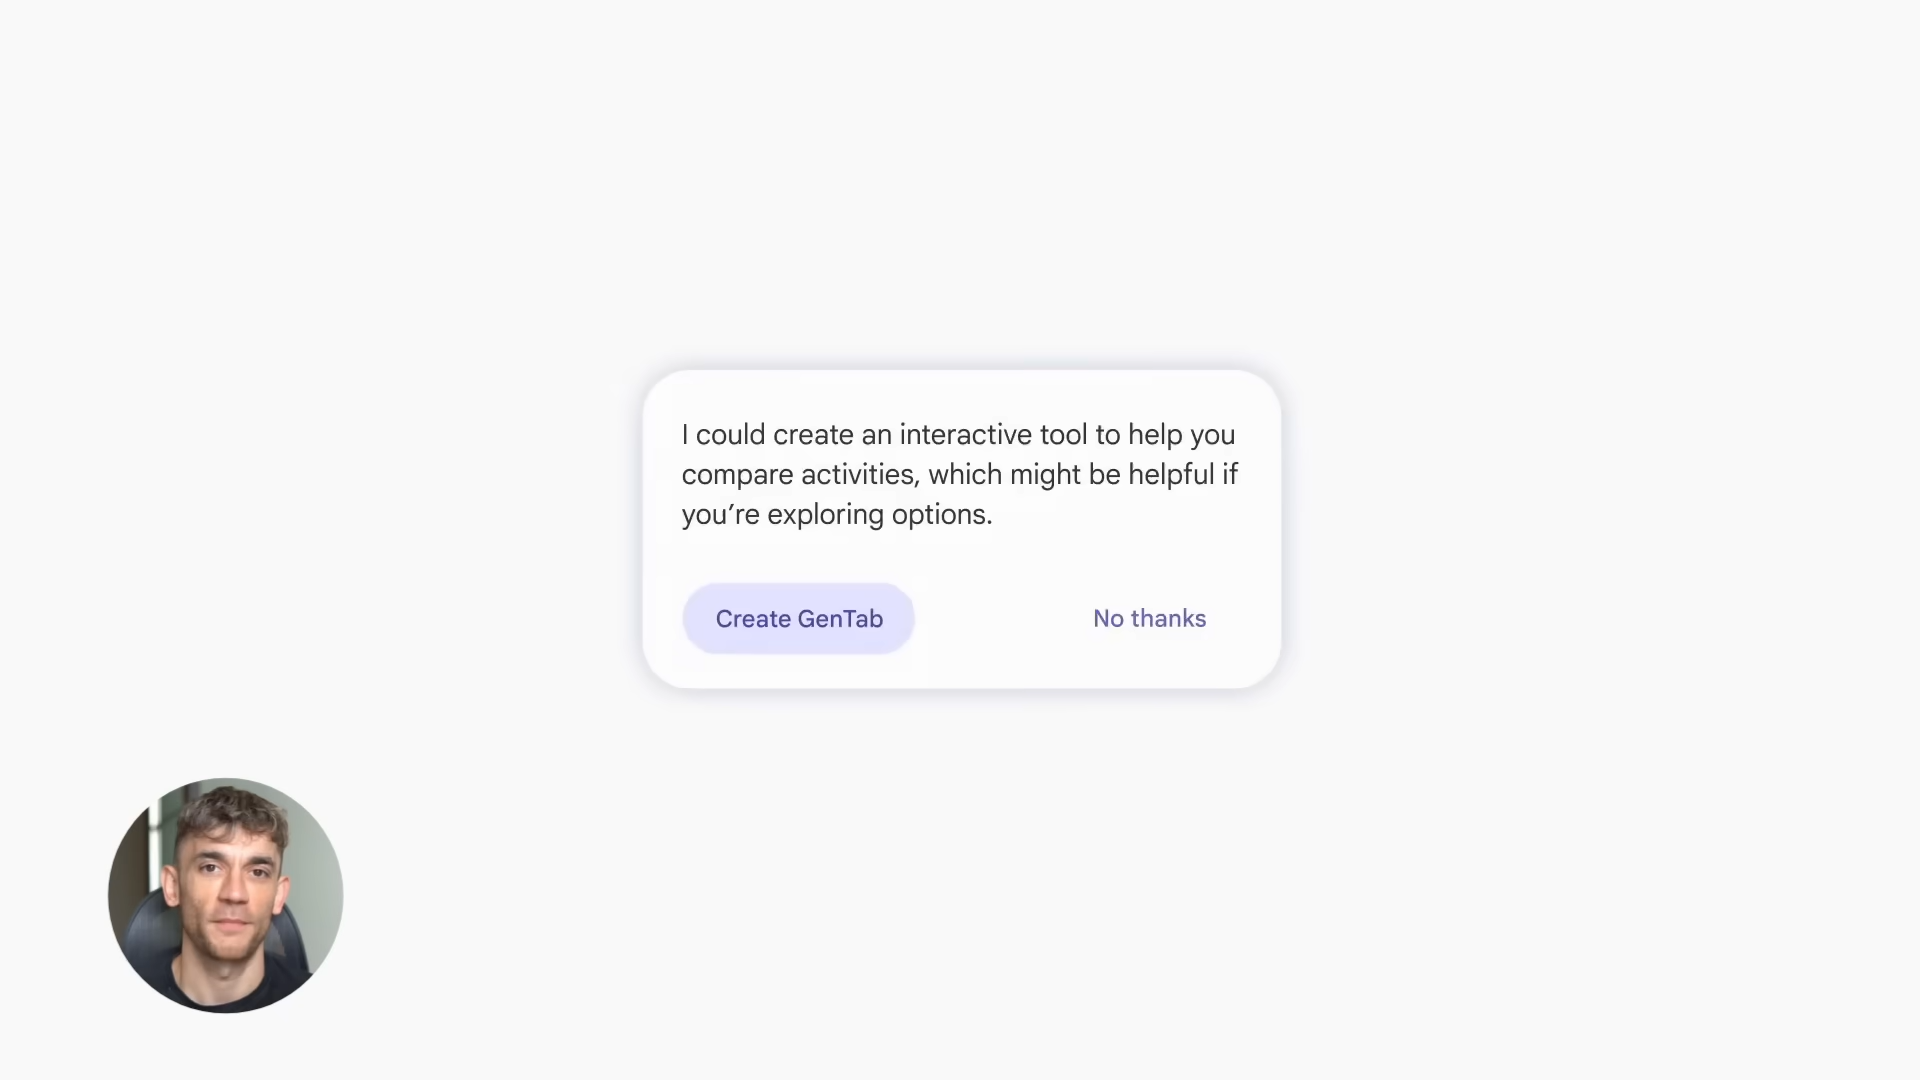 I could create an interactive tool to help you
compare activities, which might be helpful if
you’re exploring options.
Create GenTab
No thanks